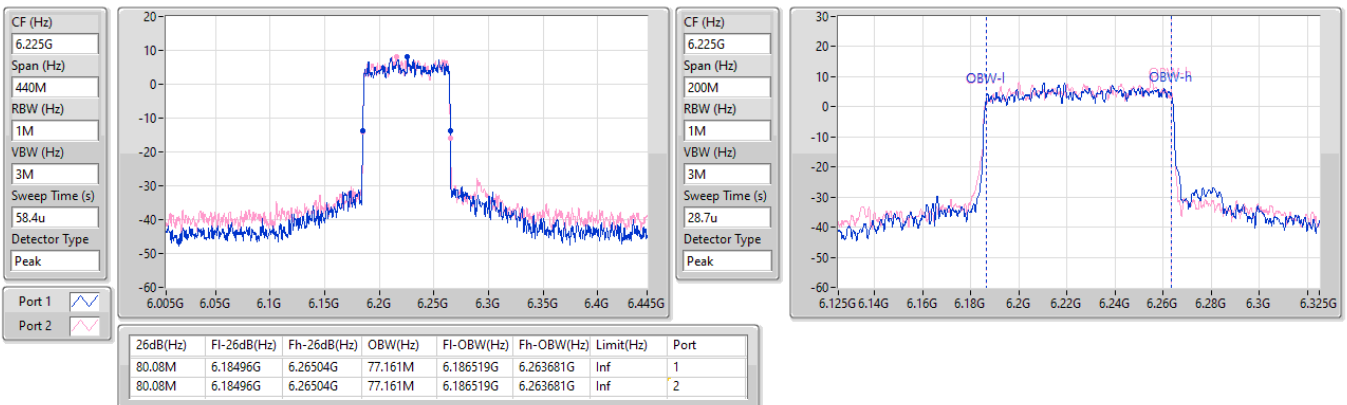 CF (Hz)
6.225G
Span (Hz)
440M
RBW (Hz)
1M
VBW (Hz)
3M
Sweep Time (s)
58.4u
Detector Type
Peak
Port 1
Port 2
20
10
0
-10
-20
-30
-40
-50
-60
6.005G 6.05G 6.1G 6.15G 6.2G 6.25G 6.3G 6.35G 6.4G 6.445G
CF (Hz)
6.225G
Span (Hz)
200M
RBW (Hz)
1M
VBW (Hz)
3M
Sweep Time (s)
28.7u
Detector Type
Peak
30
20
10
0
-10
-20
-30
-40
-50
-60
OBW-l OBW-h
6.125G 6.14G 6.16G 6.18G 6.2G 6.22G 6.24G 6.26G 6.28G 6.3G 6.325G
26dB(Hz) Fl-26dB(Hz) Fh-26dB(Hz) OBW(Hz) Fl-OBW(Hz) Fh-OBW(Hz) Limit(Hz) Port
80.08M 6.18496G 6.26504G 77.161M 6.186519G 6.263681G Inf 1
80.08M 6.18496G 6.26504G 77.161M 6.186519G 6.263681G Inf 2